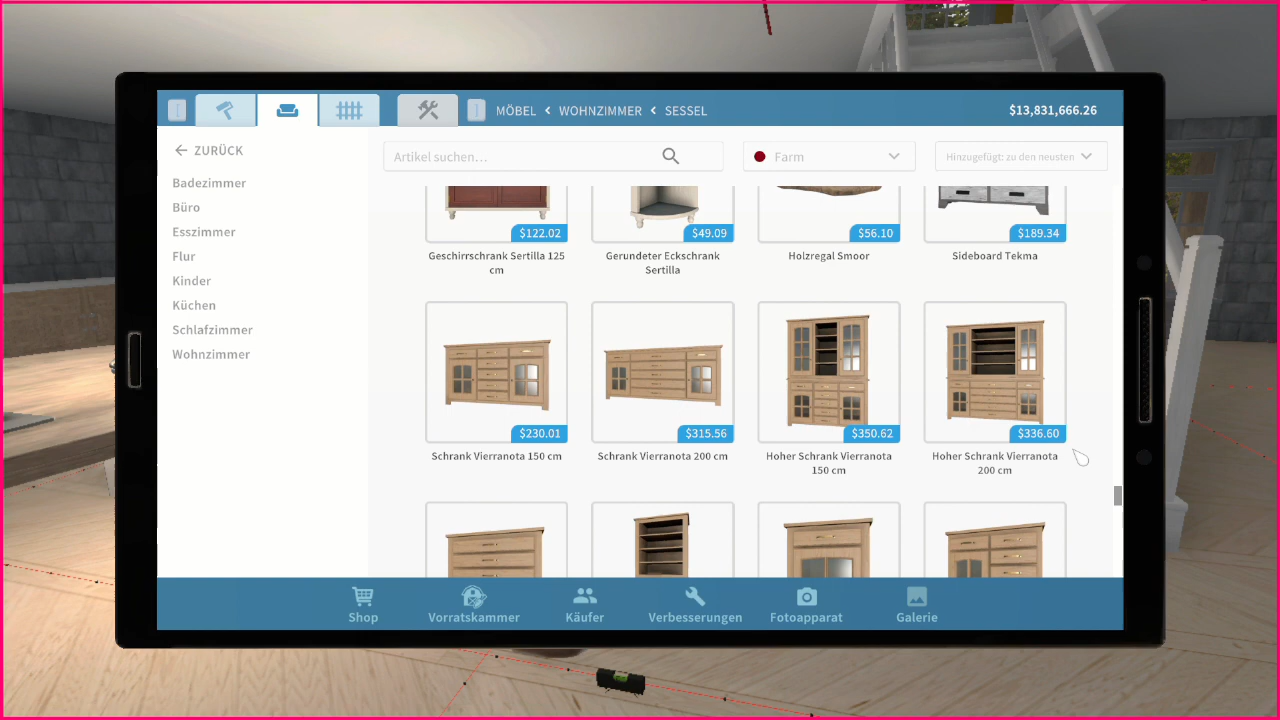 MÖBEL < WOHNZIMMER < SESSEL
$13,831,666.26
ZURÜCK
Artikel suchen...
Farm
Hinzugefügt: zu den neusten
Badezimmer
Büro
Esszimmer
Flur
Kinder
Küchen
Schlafzimmer
Wohnzimmer
$122.02
$49.09
$56.10
$189.34
Geschirrschrank Sertilla 125
cm
Gerundeter Eckschrank
Sertilla
Holzregal Smoor
Sideboard Tekma
$230.01
$315.56
$350.62
$336.60
Schrank Vierranota 150 cm
Schrank Vierranota 200 cm
Hoher Schrank Vierranota
150 cm
Hoher Schrank Vierranota
200 cm
Shop
Vorratskammer
Käufer
Verbesserungen
Fotoapparat
Galerie